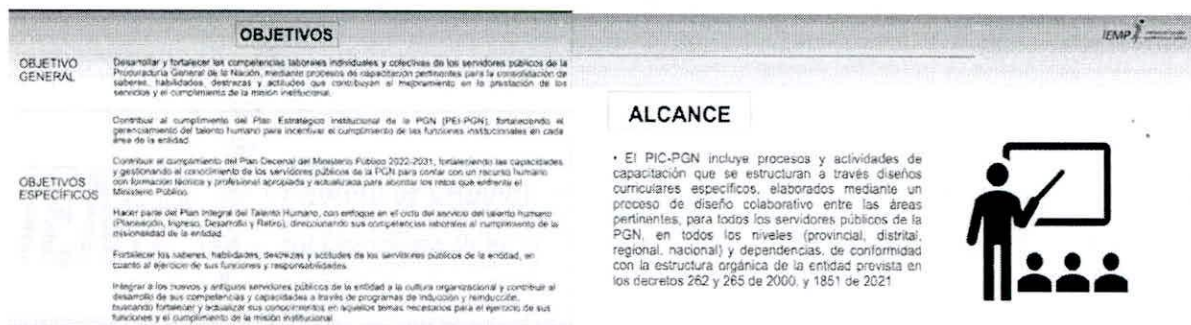 OBJETIVOS
OBJETIVO
GENERAL
Desarrollar y fortalecer las competencias laborales individuales y colectivas de los servidores públicos de la
Procuraduría General de la Nación, mediante procesos de capacitación pertinentes para la consolidación de
saberes, habilidades, destrezas y actitudes que contribuyan al mejoramiento en la prestación de los
servicios y el cumplimiento de la misión institucional.
OBJETIVOS
ESPECÍFICOS
Contribuir al cumplimiento del Plan Estratégico Institucional de la PGN (PEI-PGN), fortaleciendo el
gerenciamiento del talento humano para incentivar el cumplimiento de las funciones institucionales en cada
área de la entidad.
Contribuir al cumplimiento del Plan Decenal del Ministerio Público 2022-2031, fortaleciendo las capacidades
y gestionando el conocimiento de los servidores públicos de la PGN para contar con un recurso humano
con formación técnica y profesional apropiada y actualizada para abordar los retos que enfrenta el
Ministerio Público.
Hacer parte del Plan Integral del Talento Humano, con enfoque en el ciclo del servicio del talento humano
(Planeación, Ingreso, Desarrollo y Retiro), direccionando sus competencias laborales al cumplimiento de la
misionalidad de la entidad.
Fortalecer los saberes, habilidades, destrezas y actitudes de los servidores públicos de la entidad, en
cuanto al ejercicio de sus funciones y responsabilidades.
Integrar a los nuevos y antiguos servidores públicos de la entidad a la cultura organizacional y contribuir al
desarrollo de sus competencias y capacidades a través de programas de inducción y reinducción,
buscando fortalecer y actualizar sus conocimientos en aquellos temas necesarios para el ejercicio de sus
funciones y el cumplimiento de la misión institucional.
IEMP
ALCANCE
• El PIC-PGN incluye procesos y actividades de
capacitación que se estructuran a través diseños
curriculares específicos, elaborados mediante un
proceso de diseño colaborativo entre las áreas
pertinentes, para todos los servidores públicos de la
PGN, en todos los niveles (provincial, distrital,
regional, nacional) y dependencias, de conformidad
con la estructura orgánica de la entidad prevista en
los decretos 262 y 265 de 2000, y 1851 de 2021